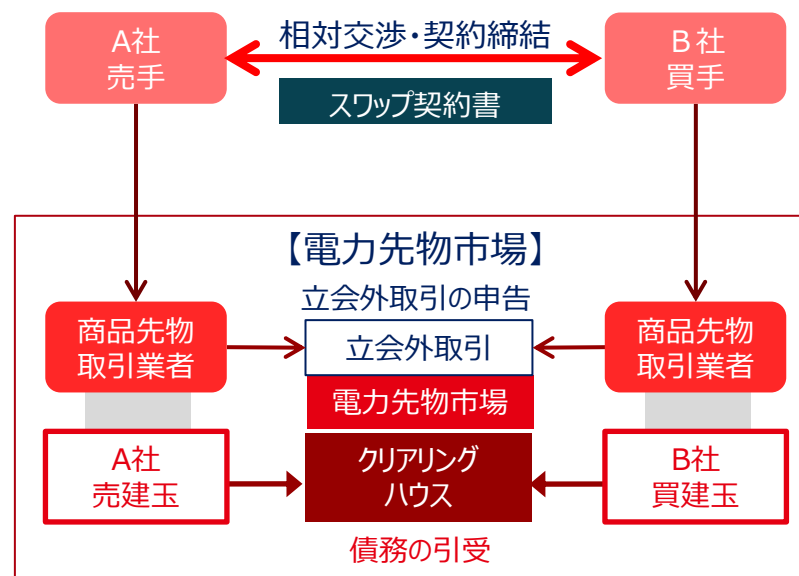 A社
売手
相対交渉・契約締結
スワップ契約書
B社
買手
【電力先物市場】
立会外取引の申告
商品先物
取引業者
立会外取引
商品先物
取引業者
電力先物市場
A社
売建玉
クリアリング
ハウス
B社
買建玉
債務の引受